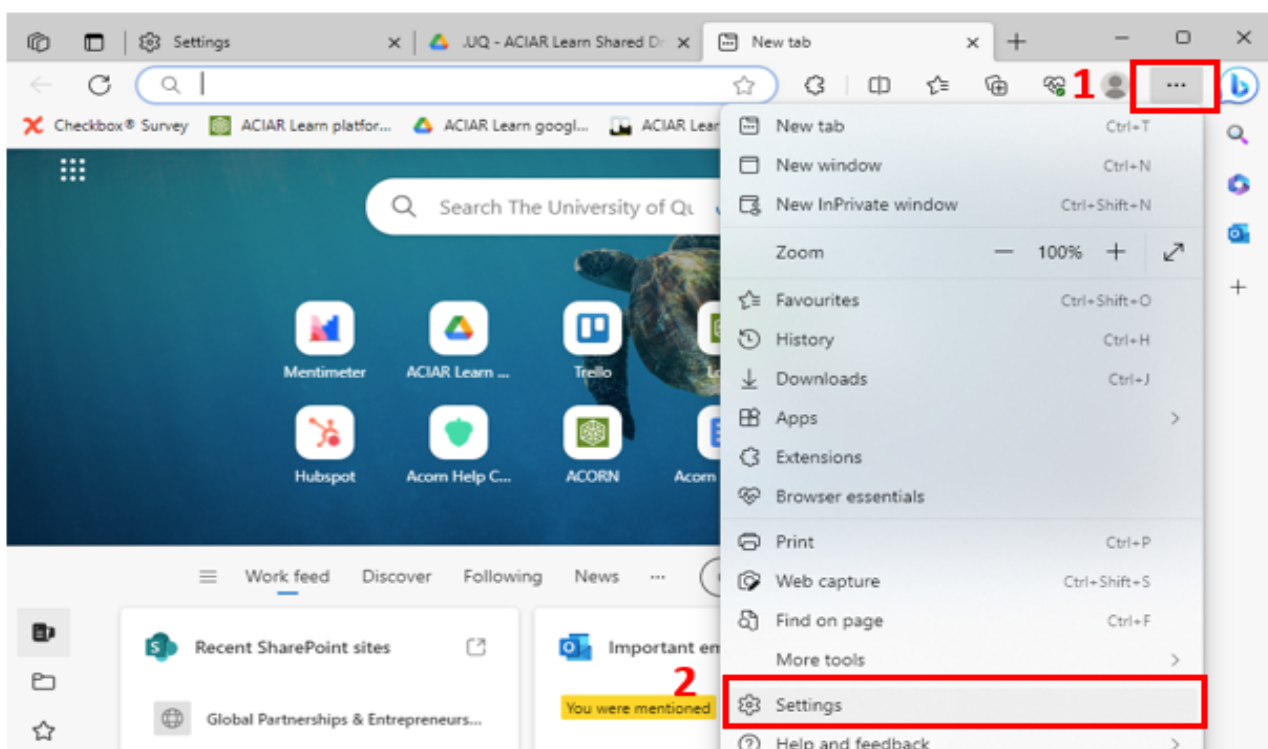 Settings
.UQ - ACIAR Learn Shared Dr
New tab
1
Checkbox® Survey
ACIAR Learn platfor...
ACIAR Learn googl...
ACIAR Lear
New tab Ctrl+T
New window Ctrl+N
New InPrivate window Ctrl+Shift+N
Search The University of Qu
Zoom 100%
Favourites Ctrl+Shift+O
History Ctrl+H
Downloads Ctrl+J
Apps
Extensions
Browser essentials
Mentimeter
ACIAR Learn ...
Trello
Hubspot
Acorn Help C...
ACORN
Acorn
Print Ctrl+P
Web capture Ctrl+Shift+S
Find on page Ctrl+F
More tools
Settings
Help and feedback
Work feed Discover Following News ...
Recent SharePoint sites
Important em
2
You were mentioned
Global Partnerships & Entrepreneurs...